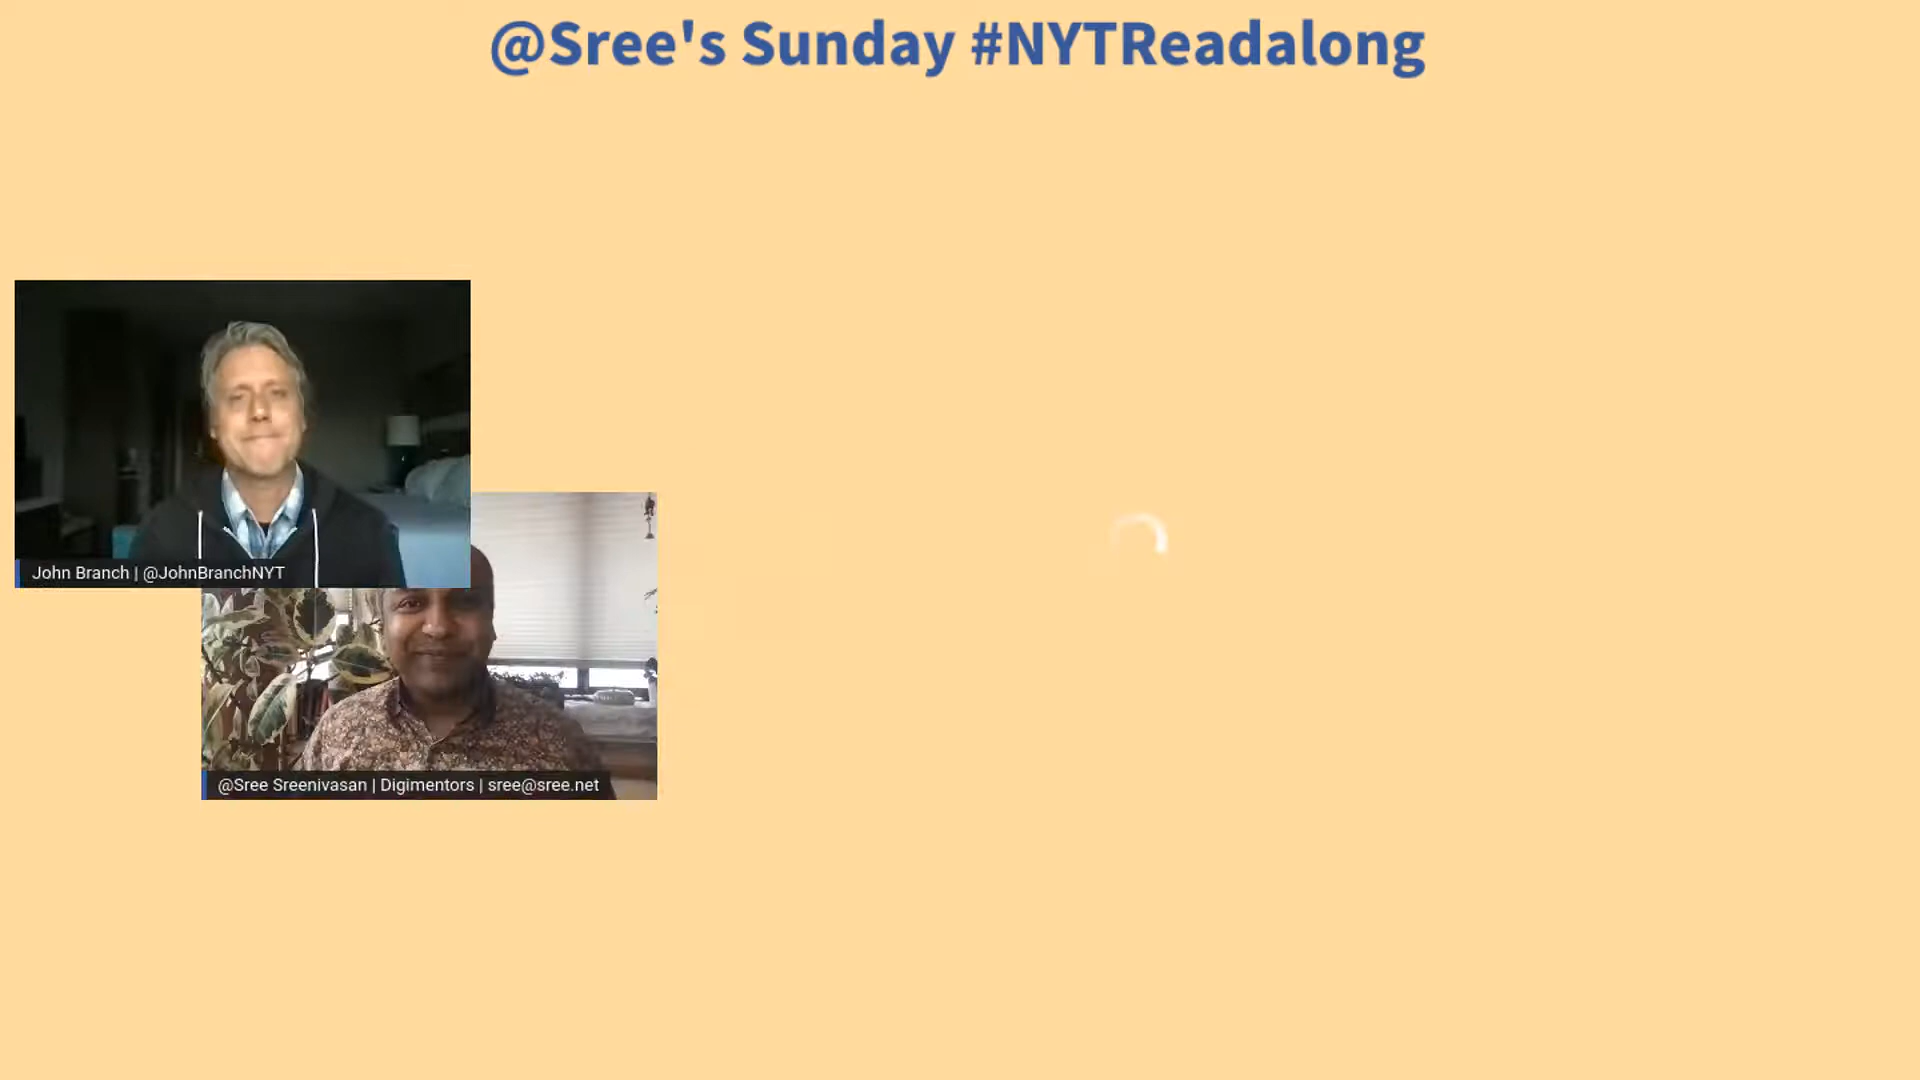 @Sree's Sunday #NYTReadalong
John Branch | @JohnBranchNYT
@Sree Sreenivasan | Digimentors | sree@sree.net